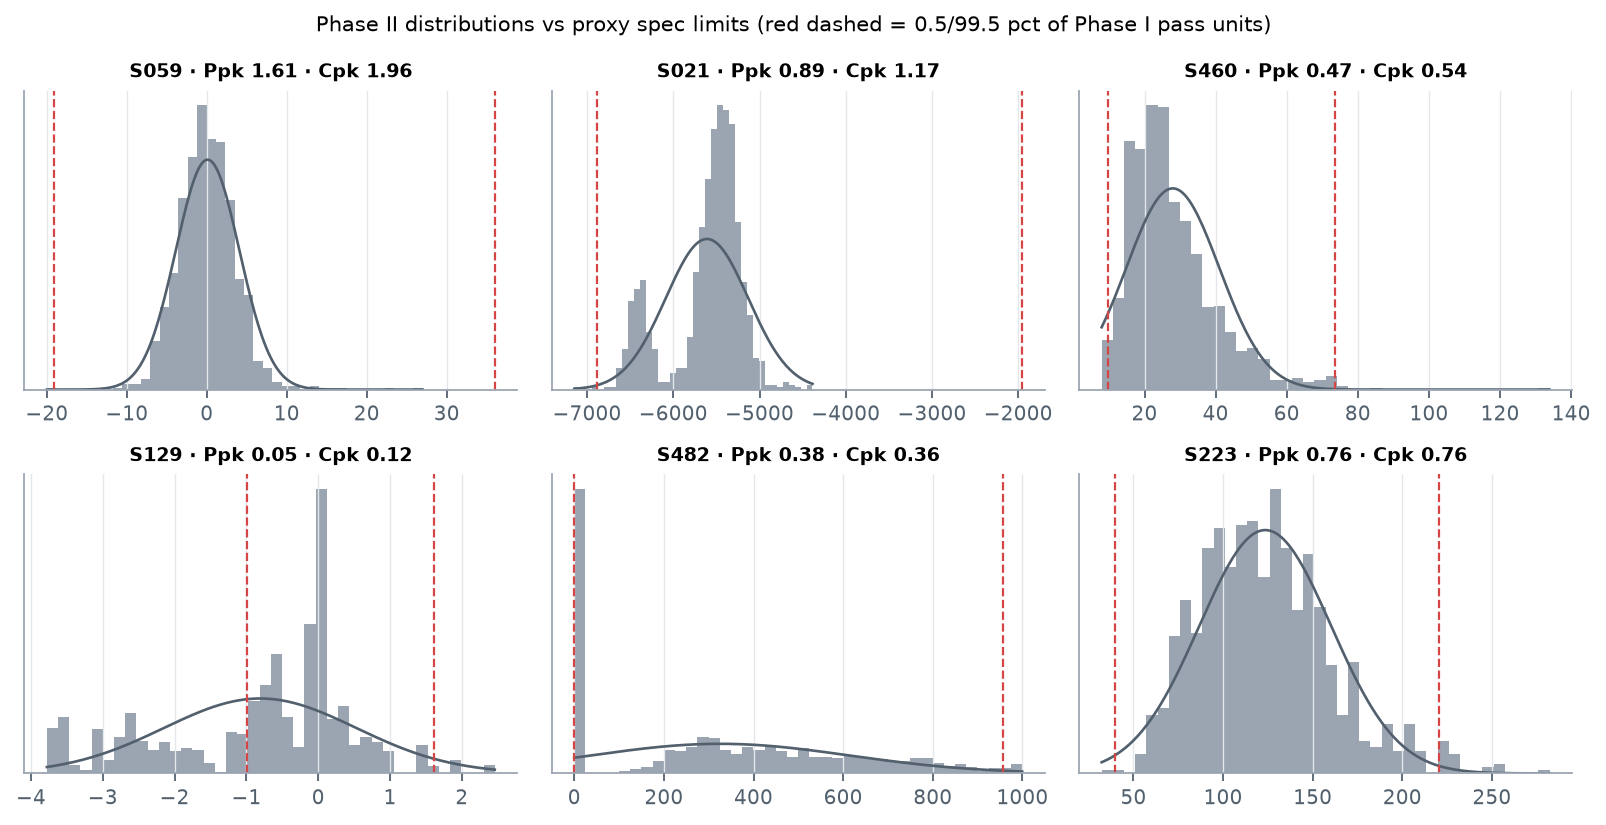 Phase II distributions vs proxy spec limits (red dashed = 0.5/99.5 pct of Phase I pass units)
S059 · Ppk 1.61 · Cpk 1.96
S021 · Ppk 0.89 · Cpk 1.17
S460 · Ppk 0.47 · Cpk 0.54
−20 −10 0 10 20 30
−7000 −6000 −5000 −4000 −3000 −2000
20 40 60 80 100 120 140
S129 · Ppk 0.05 · Cpk 0.12
S482 · Ppk 0.38 · Cpk 0.36
S223 · Ppk 0.76 · Cpk 0.76
−4 −3 −2 −1 0 1 2
0 200 400 600 800 1000
50 100 150 200 250